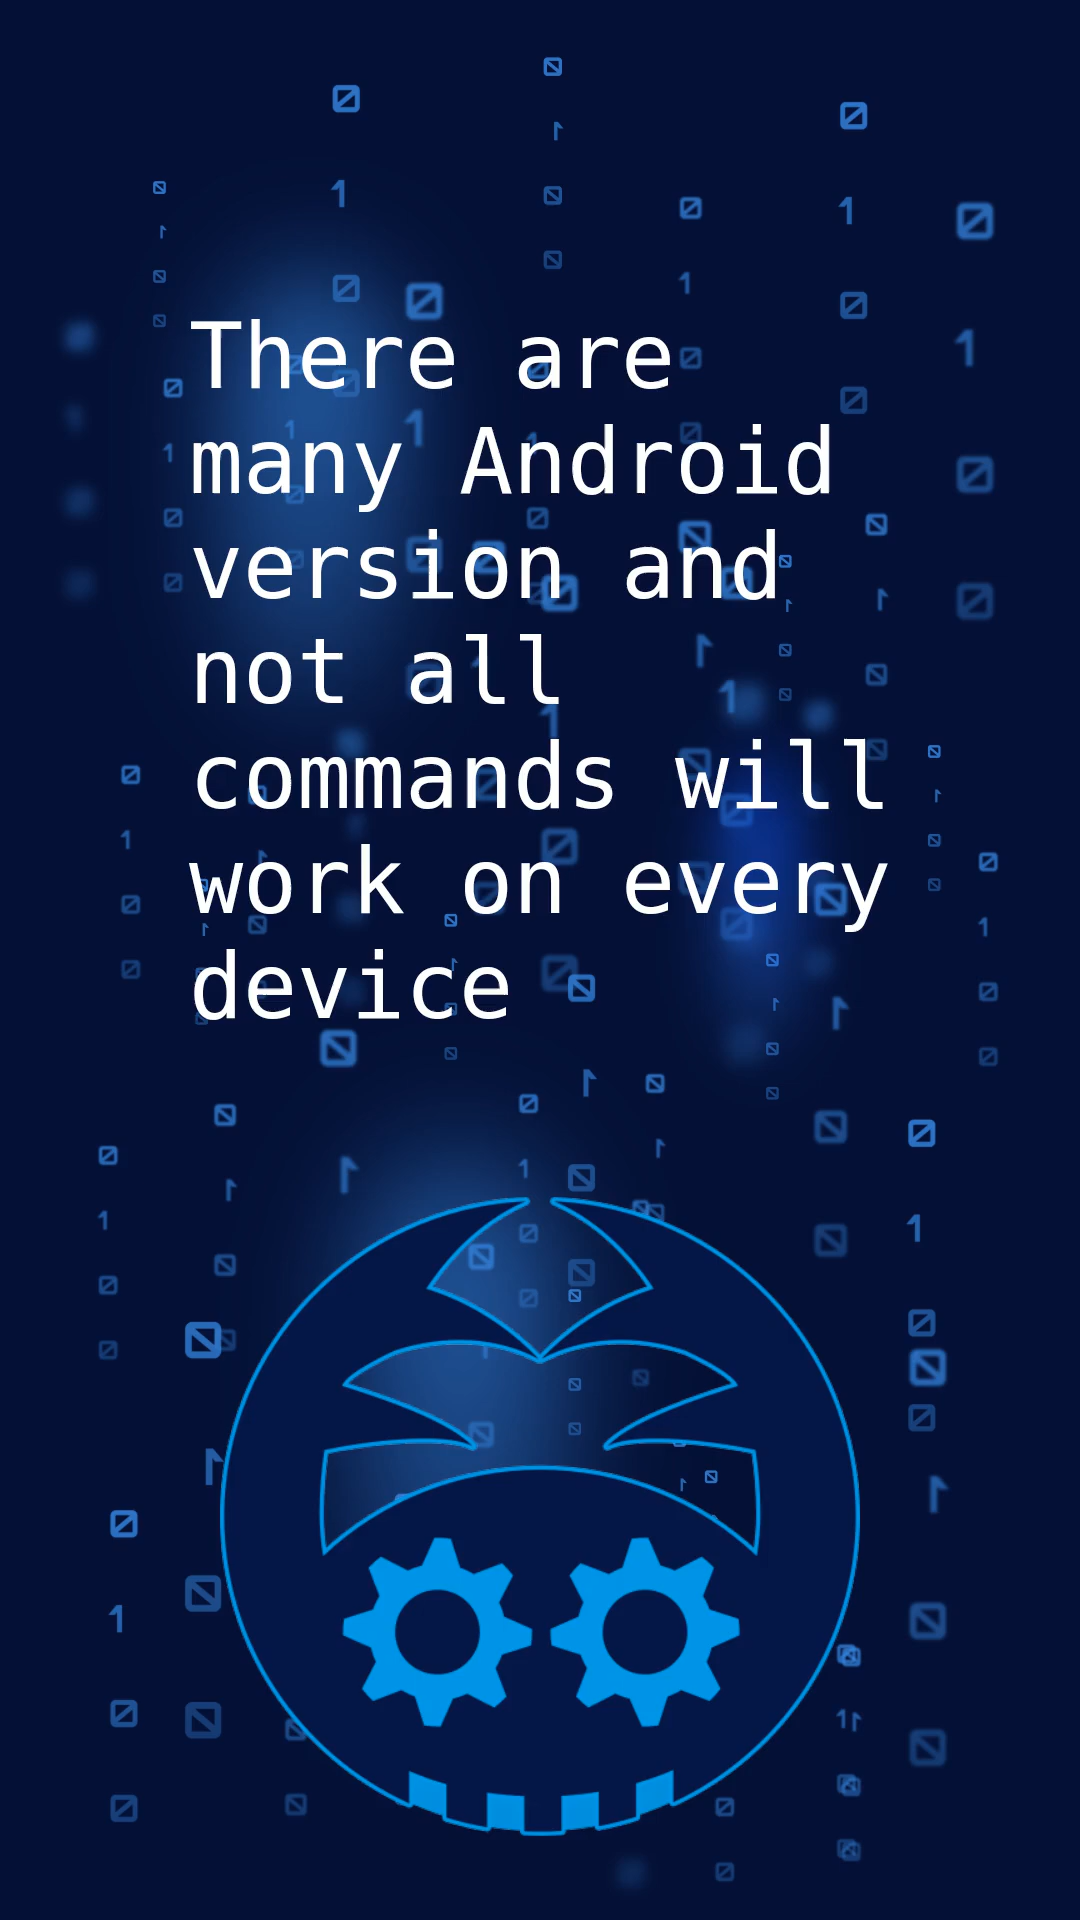 There are
many Android
version and
not all
commands will
work on every
device